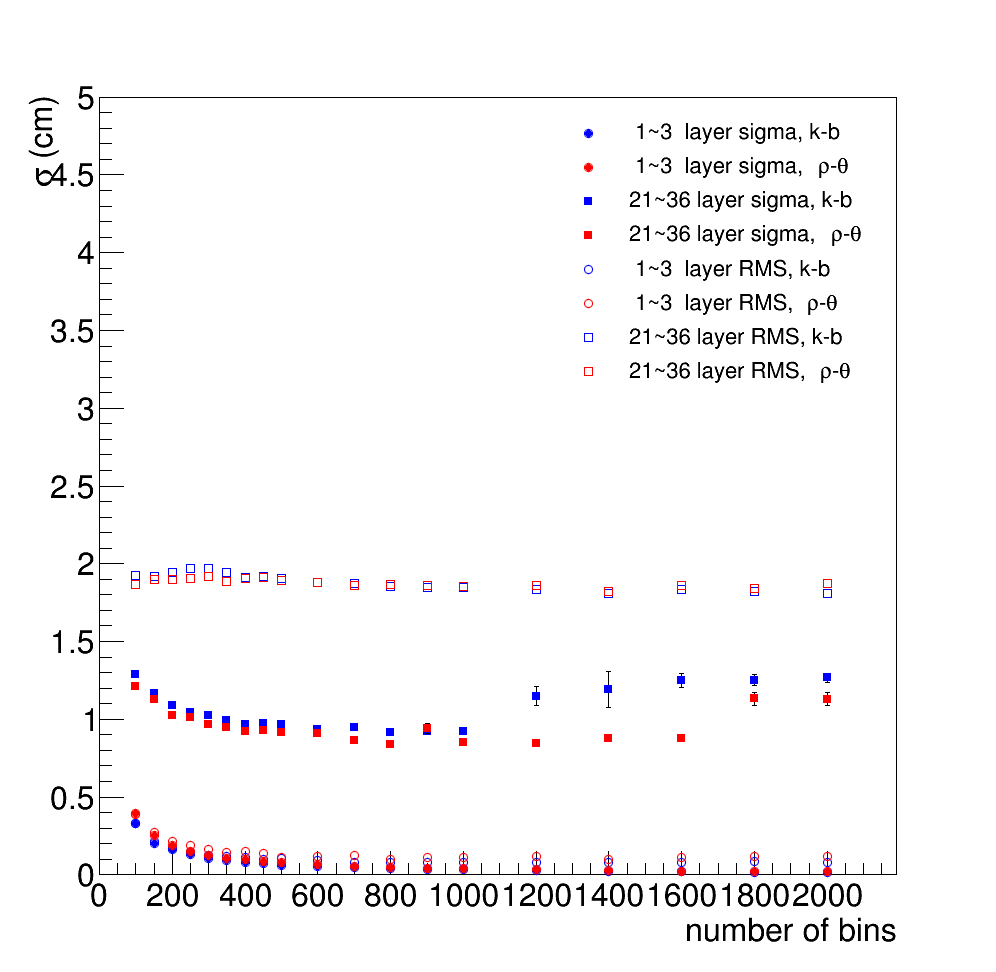 σ (cm)
5
4.5
4
3.5
3
2.5
2
1.5
1
0.5
0
1~3 layer sigma, k-b
1~3 layer sigma, ρ-θ
21~36 layer sigma, k-b
21~36 layer sigma, ρ-θ
1~3 layer RMS, k-b
1~3 layer RMS, ρ-θ
21~36 layer RMS, k-b
21~36 layer RMS, ρ-θ
0 200 400 600 800 1000 1200 1400 1600 1800 2000
number of bins